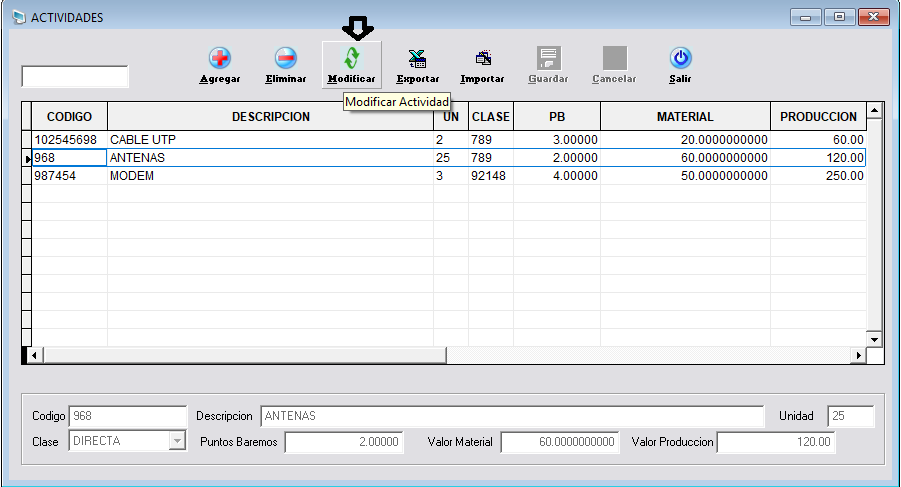 ACTIVIDADES
Agregar Eliminar Modificar Exportar Importar Guardar Cancelar Salir
Modificar Actividad
CODIGO DESCRIPCION UN CLASE PB MATERIAL PRODUCCION
102545698 CABLE UTP 2 789 3.00000 20.0000000000 60.00
968 ANTENAS 25 789 2.00000 60.0000000000 120.00
987454 MODEM 3 92148 4.00000 50.0000000000 250.00
Codigo 968 Descripcion ANTENAS Unidad 25
Clase DIRECTA Puntos Baremos 2.00000 Valor Material 60.0000000000 Valor Produccion 120.00